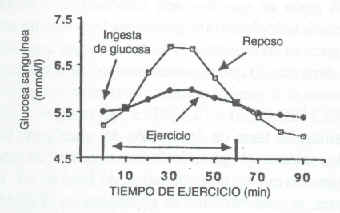 7.5
6.5
5.5
4.5
Glucosa sanguínea
(mmol/l)
Ingesta
de glucosa
Reposo
Ejercicio
0 10 30 50 70 90
TIEMPO DE EJERCICIO (min)